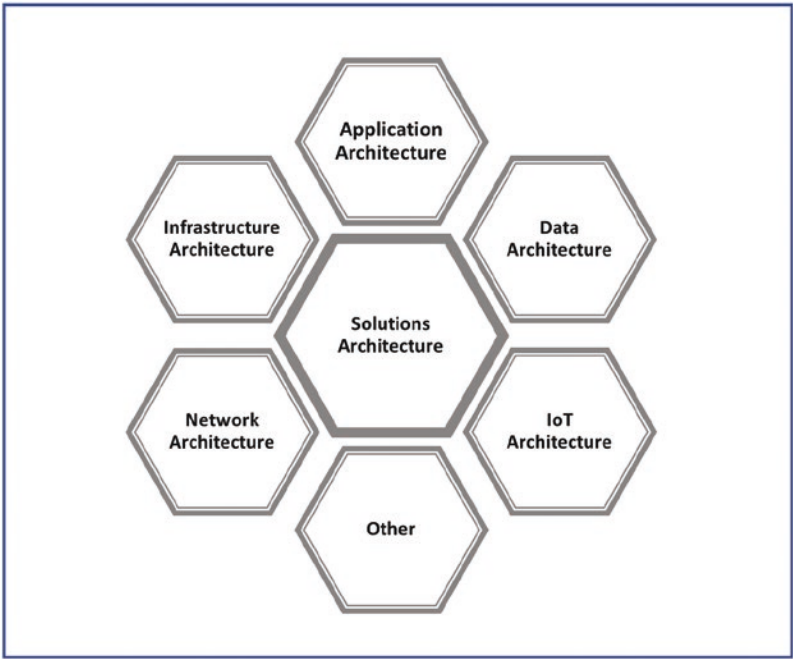 Application
Architecture
Infrastructure
Architecture
Data
Architecture
Solutions
Architecture
Network
Architecture
IoT
Architecture
Other